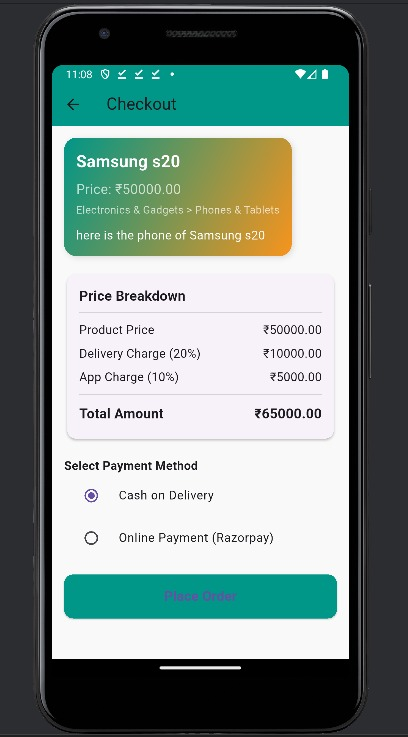 11:08
Checkout
Samsung s20
Price: ₹50000.00
Electronics & Gadgets > Phones & Tablets
here is the phone of Samsung s20
Price Breakdown
Product Price ₹50000.00
Delivery Charge (20%) ₹10000.00
App Charge (10%) ₹5000.00
Total Amount ₹65000.00
Select Payment Method
Cash on Delivery
Online Payment (Razorpay)
Place Order